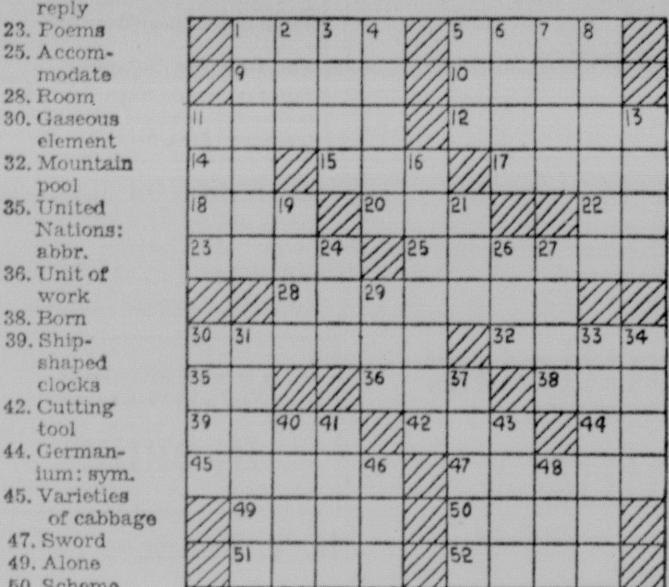 reply
23. Poems
25. Accom-
modate
28. Room
30. Gaseous
element
32. Mountain
pool
35. United
Nations:
abbr.
36. Unit of
work
38. Born
39. Ship-
shaped
clocks
42. Cutting
tool
44. German-
ium: sym.
45. Varieties
of cabbage
47. Sword
49. Alone
50. Scheme
1 2 3 4 5 6 7 8
9 10
11 12 13
14 15 16 17
18 19 20 21 22
23 24 25 26 27
28 29
30 31 32 33 34
35 36 37 38
39 40 41 42 43 44
45 46 47 48
49 50
51 52